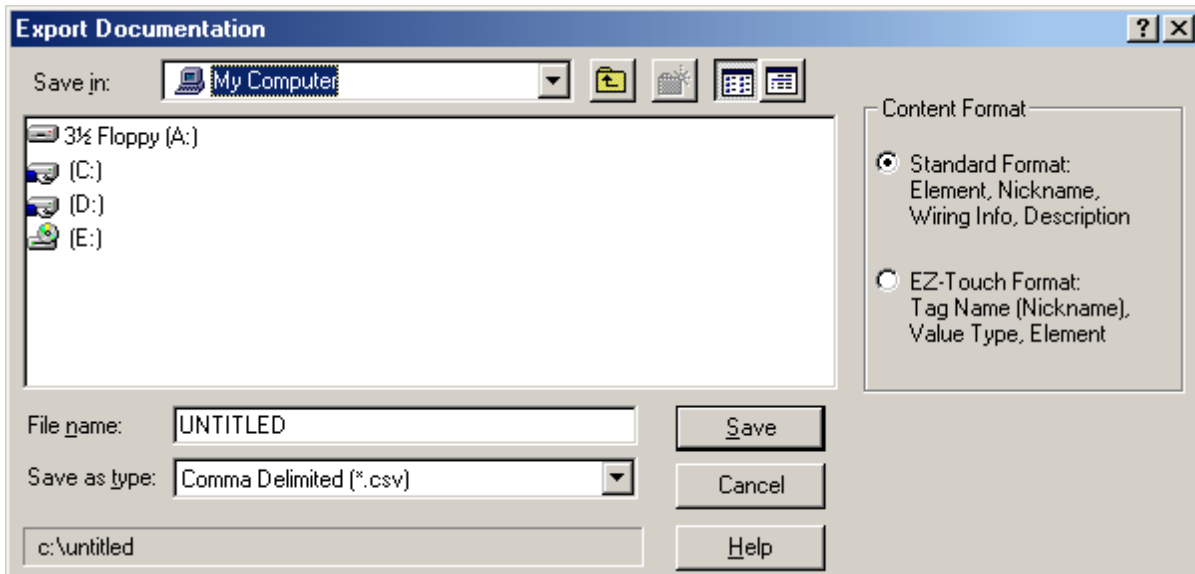 Export Documentation
Save in:
My Computer
3½ Floppy (A:)
(C:)
(D:)
(E:)
Content Format
Standard Format:
Element, Nickname,
Wiring Info, Description
EZ-Touch Format:
Tag Name (Nickname),
Value Type, Element
File name:
UNTITLED
Save
Save as type:
Comma Delimited (*.csv)
Cancel
c:\untitled
Help